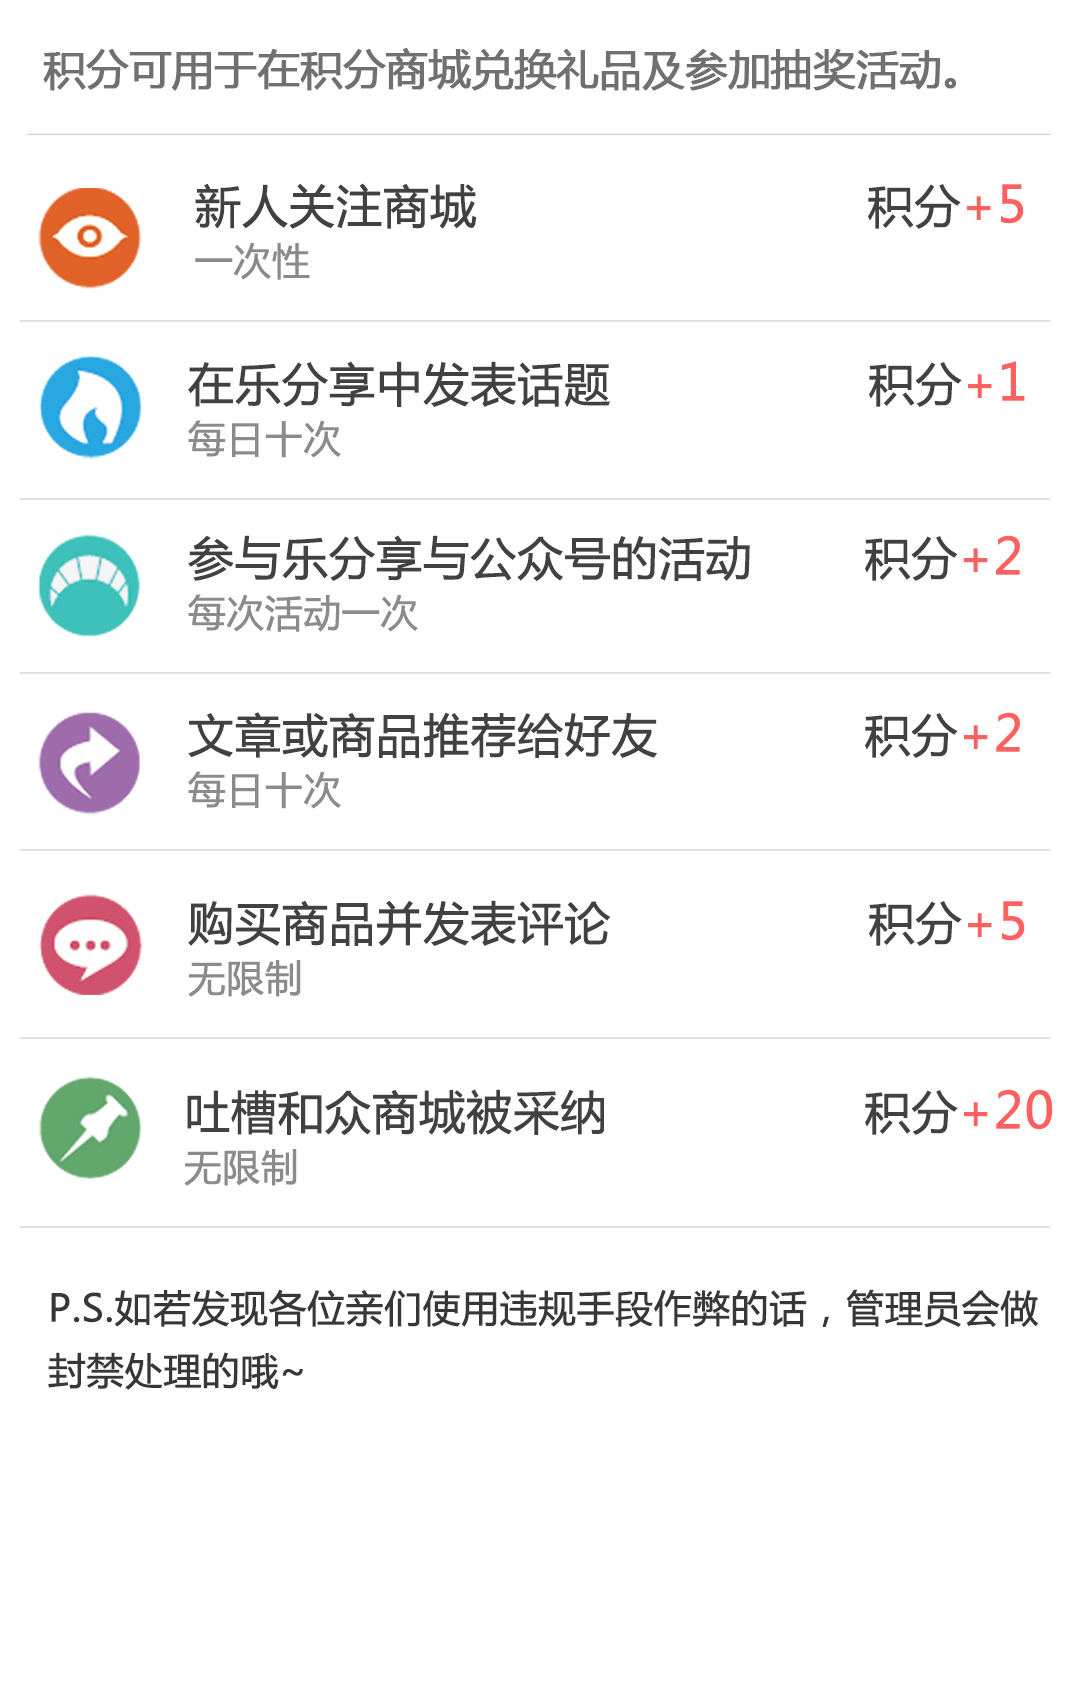 积分可用于在积分商城兑换礼品及参加抽奖活动。
新人关注商城 积分+5
一次性
在乐分享中发表话题 积分+1
每日十次
参与乐分享与公众号的活动 积分+2
每次活动一次
文章或商品推荐给好友 积分+2
每日十次
购买商品并发表评论 积分+5
无限制
吐槽和众商城被采纳 积分+20
无限制
P.S.如若发现各位亲们使用违规手段作弊的话，管理员会做
封禁处理的哦~